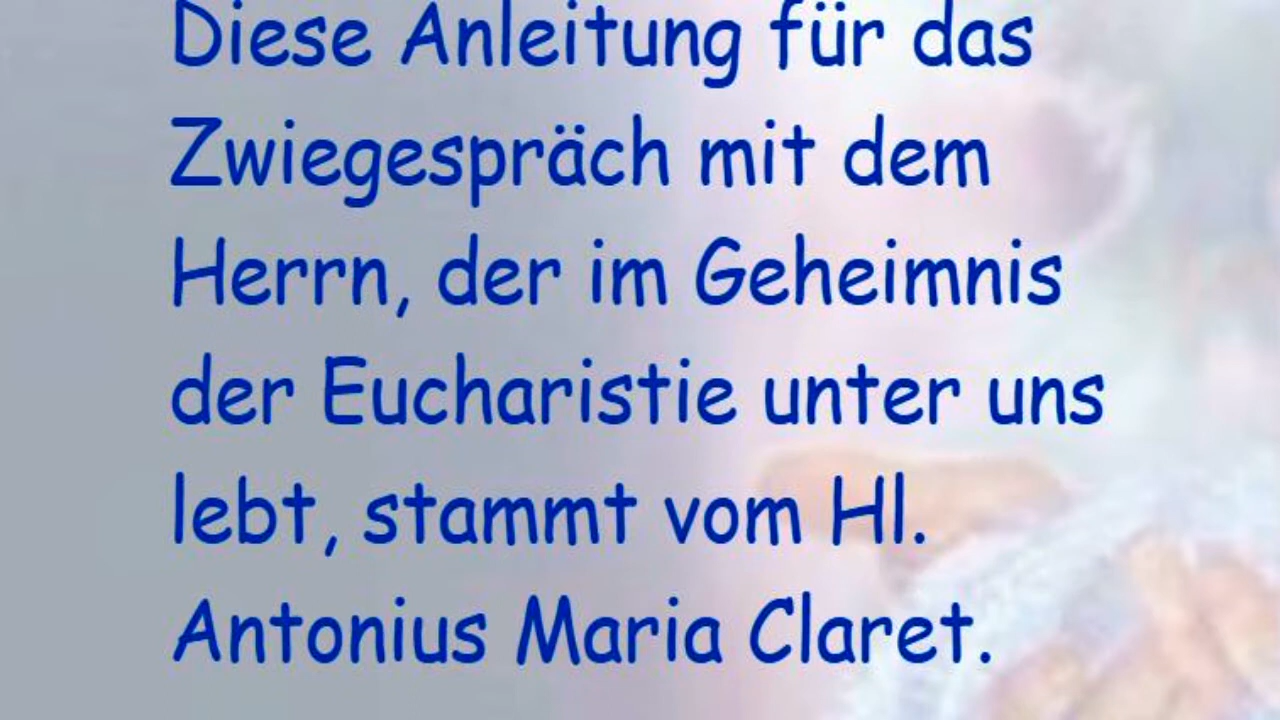 Diese Anleitung für das
Zwiegespräch mit dem
Herrn, der im Geheimnis
der Eucharistie unter uns
lebt, stammt vom Hl.
Antonius Maria Claret.